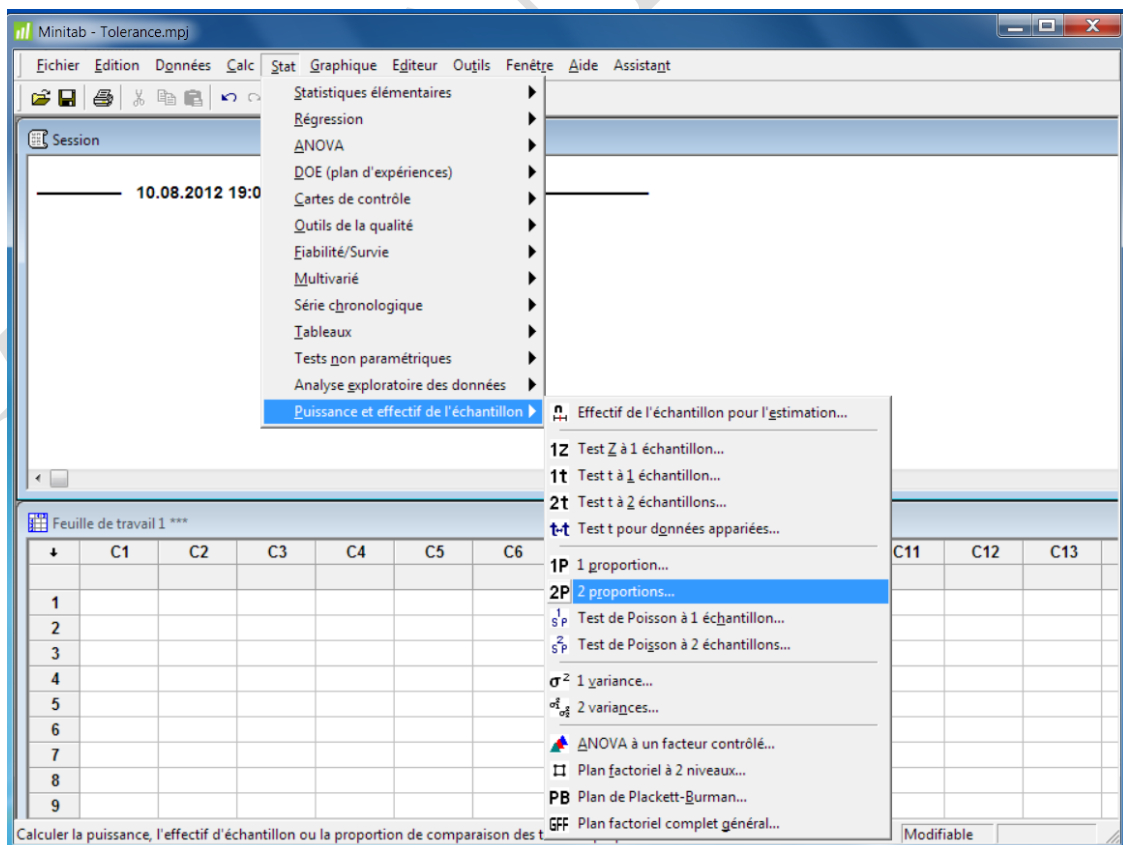 Minitab - Tolerance.mpj
Fichier Edition Données Calc Stat Graphique Editeur Outils Fenêtre Aide Assistant
Statistiques élémentaires
Régression
ANOVA
DOE (plan d'expériences)
Cartes de contrôle
Outils de la qualité
Fiabilité/Survie
Multivarié
Série chronologique
Tableaux
Tests non paramétriques
Analyse exploratoire des données
Puissance et effectif de l'échantillon
Session
10.08.2012 19:0
Effectif de l'échantillon pour l'estimation...
1Z Test Z à 1 échantillon...
1t Test t à 1 échantillon...
2t Test t à 2 échantillons...
t-t Test t pour données appariées...
1P 1 proportion...
2P 2 proportions...
1 S P Test de Poisson à 1 échantillon...
2 S P Test de Poisson à 2 échantillons...
σ² 1 variance...
σ²₁ σ²₂ 2 variances...
ANOVA à un facteur contrôlé...
Plan factoriel à 2 niveaux...
PB Plan de Plackett-Burman...
GFF Plan factoriel complet général...
Feuille de travail 1 ***
C1 C2 C3 C4 C5 C6 C11 C12 C13
1
2
3
4
5
6
7
8
9
Calculer la puissance, l'effectif d'échantillon ou la proportion de comparaison des t
Modifiable